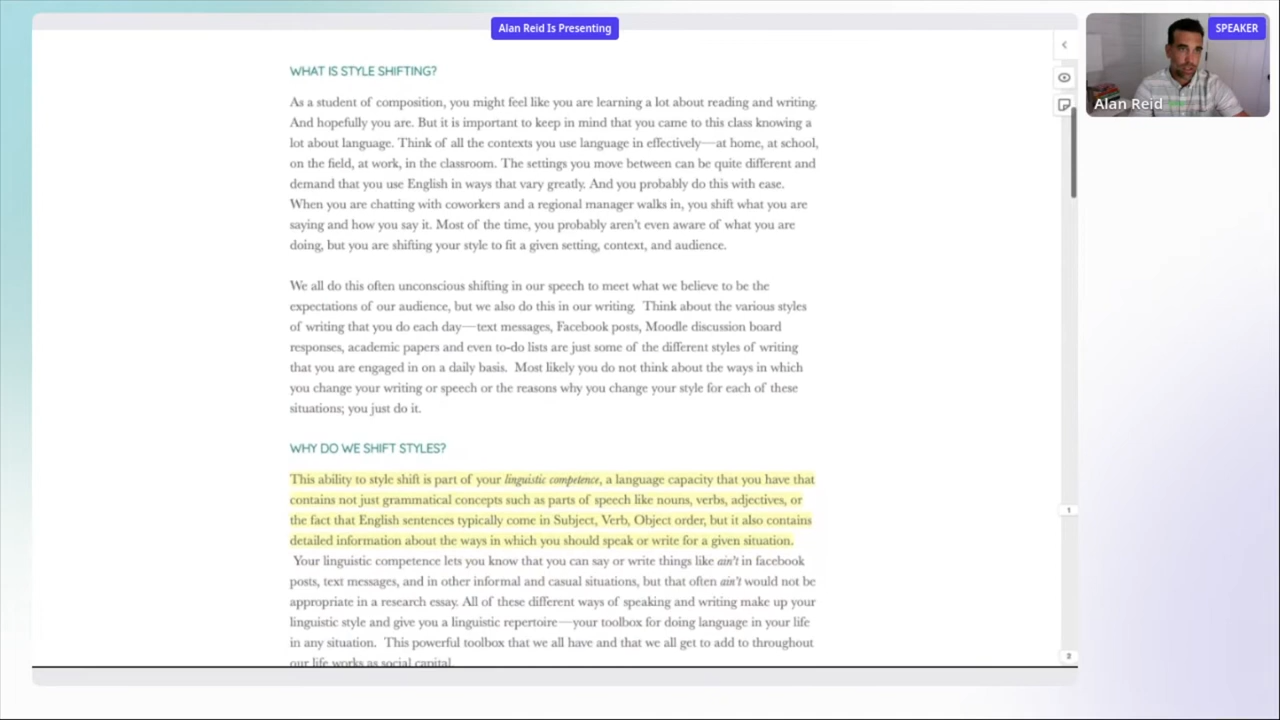 Alan Reid Is Presenting
SPEAKER
Alan Reid
WHAT IS STYLE SHIFTING?
As a student of composition, you might feel like you are learning a lot about reading and writing.
And hopefully you are. But it is important to keep in mind that you came to this class knowing a
lot about language. Think of all the contexts you use language in effectively—at home, at school,
on the field, at work, in the classroom. The settings you move between can be quite different and
demand that you use English in ways that vary greatly. And you probably do this with ease.
When you are chatting with coworkers and a regional manager walks in, you shift what you are
saying and how you say it. Most of the time, you probably aren't even aware of what you are
doing, but you are shifting your style to fit a given setting, context, and audience.
We all do this often unconscious shifting in our speech to meet what we believe to be the
expectations of our audience, but we also do this in our writing. Think about the various styles
of writing that you do each day—text messages, Facebook posts, Moodle discussion board
responses, academic papers and even to-do lists are just some of the different styles of writing
that you are engaged in on a daily basis. Most likely you do not think about the ways in which
you change your writing or speech or the reasons why you change your style for each of these
situations; you just do it.
WHY DO WE SHIFT STYLES?
This ability to style shift is part of your linguistic competence, a language capacity that you have that
contains not just grammatical concepts such as parts of speech like nouns, verbs, adjectives, or
the fact that English sentences typically come in Subject, Verb, Object order, but it also contains
detailed information about the ways in which you should speak or write for a given situation.
Your linguistic competence lets you know that you can say or write things like ain't in facebook
posts, text messages, and in other informal and casual situations, but that often ain't would not be
appropriate in a research essay. All of these different ways of speaking and writing make up your
linguistic style and give you a linguistic repertoire—your toolbox for doing language in your life
in any situation. This powerful toolbox that we all have and that we all get to add to throughout
our life works as social capital.
1
2